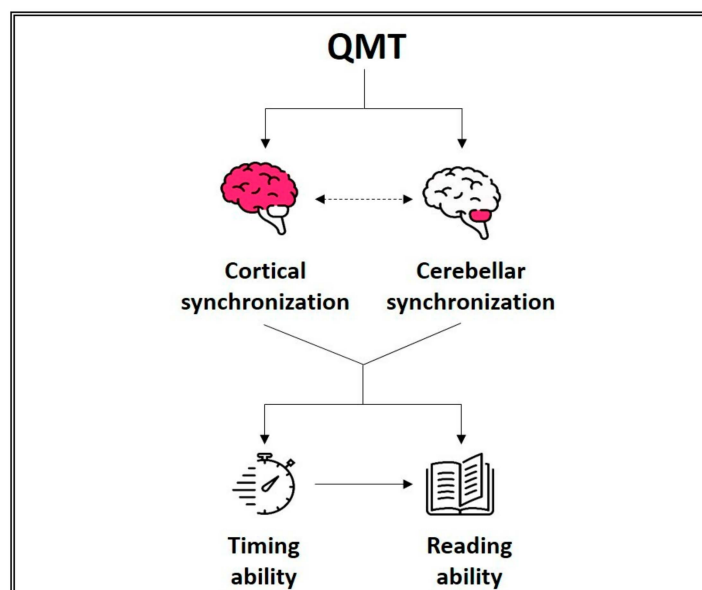 QMT
Cortical
synchronization
Cerebellar
synchronization
Timing
ability
Reading
ability